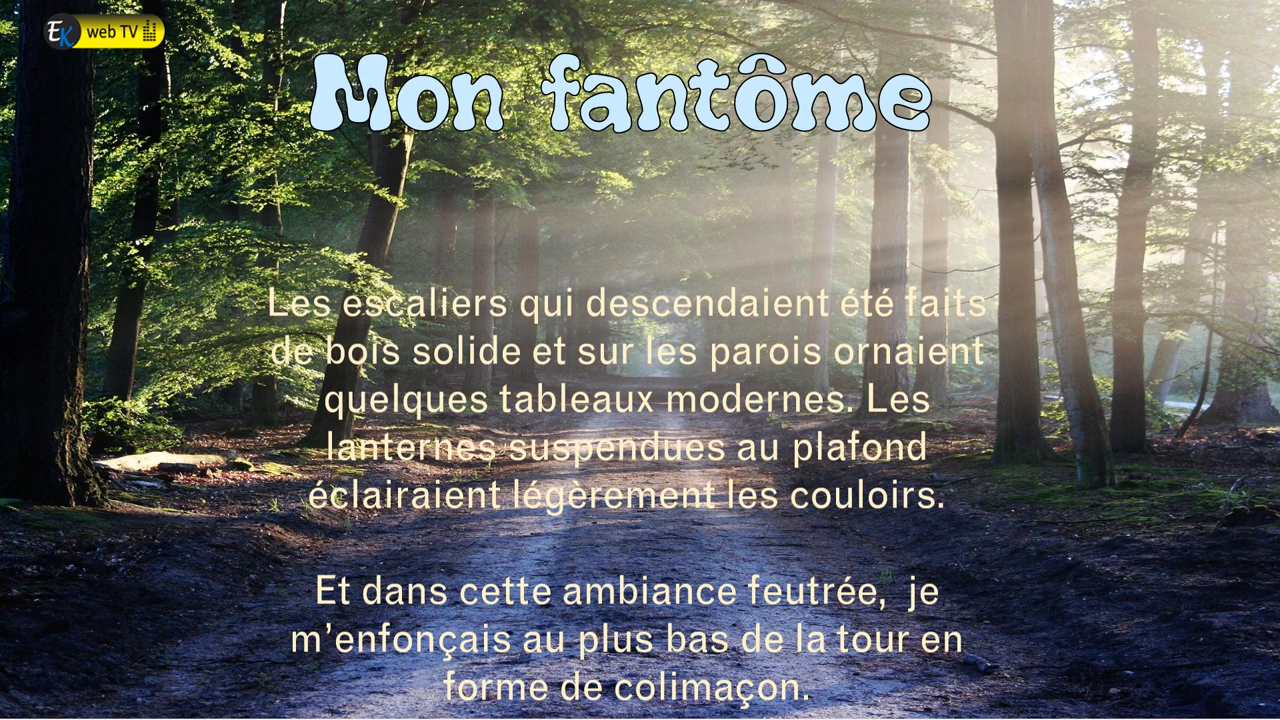 EK web TV
Mon fantôme
Les escaliers qui descendaient été faits
de bois solide et sur les parois ornaient
quelques tableaux modernes. Les
lanternes suspendues au plafond
éclairaient légèrement les couloirs.
Et dans cette ambiance feutrée, je
m’enfonçais au plus bas de la tour en
forme de colimaçon.